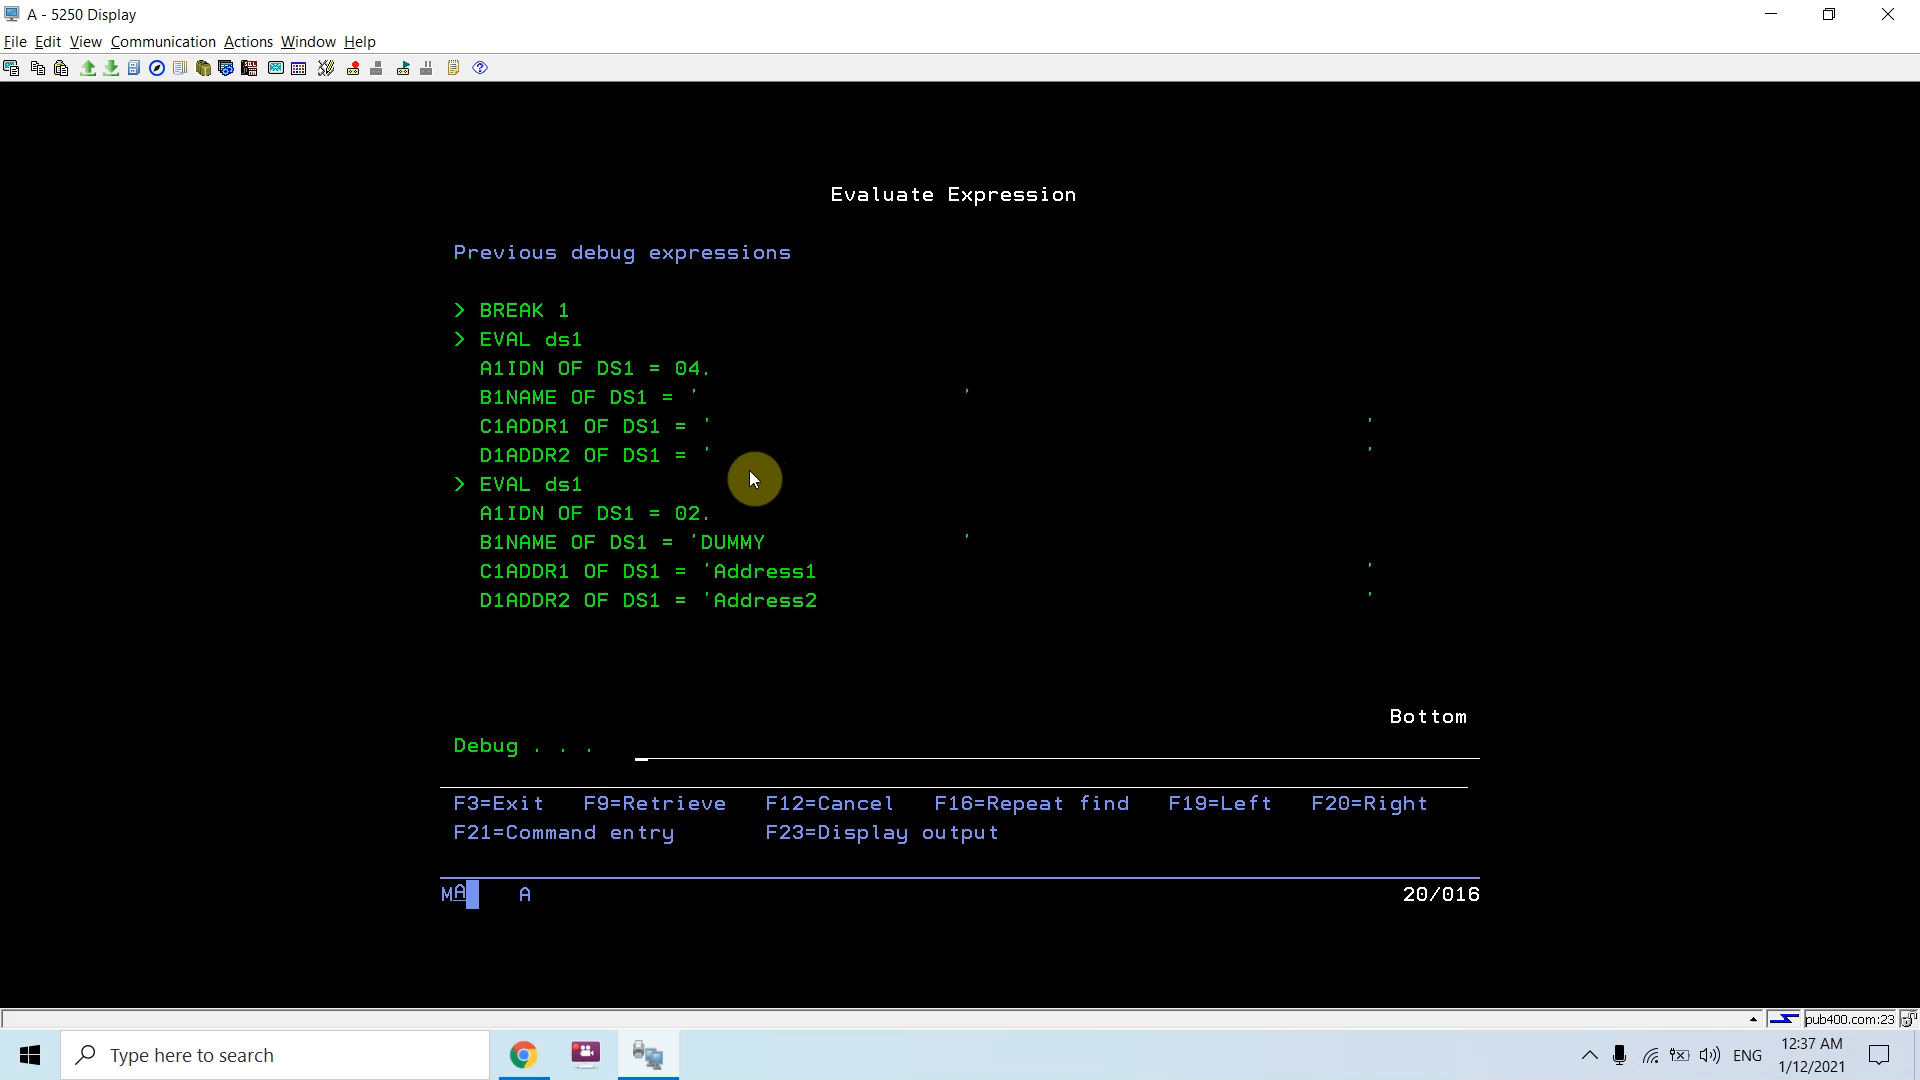 A - 5250 Display
File Edit View Communication Actions Window Help
Evaluate Expression
Previous debug expressions
> BREAK 1
> EVAL ds1
A1IDN OF DS1 = 04.
B1NAME OF DS1 = ' '
C1ADDR1 OF DS1 = ' '
D1ADDR2 OF DS1 = ' '
> EVAL ds1
A1IDN OF DS1 = 02.
B1NAME OF DS1 = 'DUMMY '
C1ADDR1 OF DS1 = 'Address1 '
D1ADDR2 OF DS1 = 'Address2 '
Bottom
Debug . . .
F3=Exit F9=Retrieve F12=Cancel F16=Repeat find F19=Left F20=Right
F21=Command entry F23=Display output
MA A 20/016
pub400.com:23
Type here to search
ENG
12:37 AM
1/12/2021